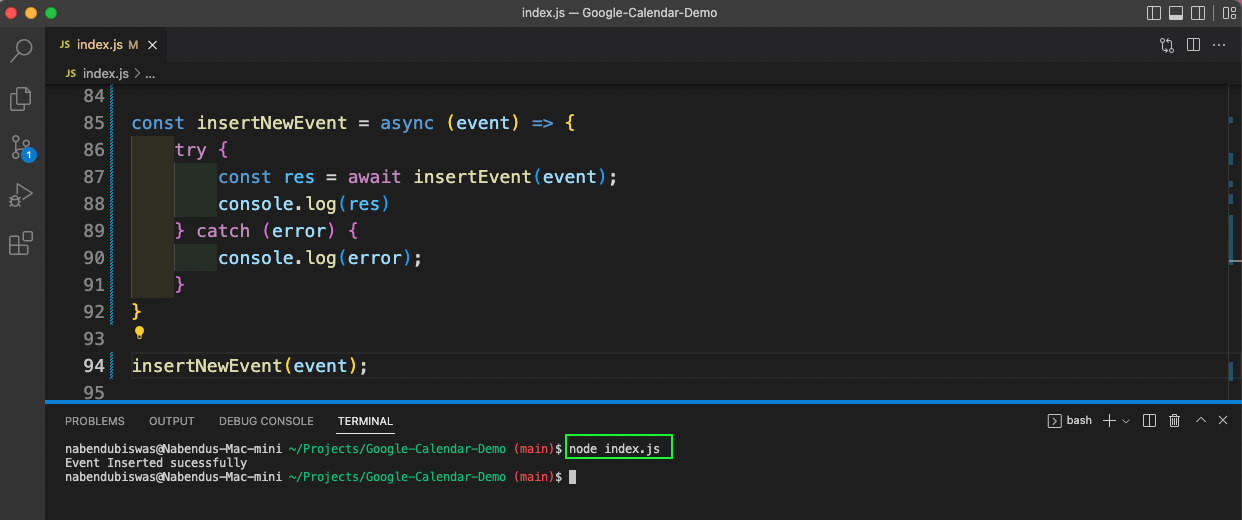 index.js — Google-Calendar-Demo
JS index.js M
JS index.js > ...
84
85 const insertNewEvent = async (event) => {
86 try {
87 const res = await insertEvent(event);
88 console.log(res)
89 } catch (error) {
90 console.log(error);
91 }
92 }
93
94 insertNewEvent(event);
95
1
PROBLEMS OUTPUT DEBUG CONSOLE TERMINAL bash
nabendubiswas@Nabendus-Mac-mini ~/Projects/Google-Calendar-Demo (main)$ node index.js
Event Inserted sucessfully
nabendubiswas@Nabendus-Mac-mini ~/Projects/Google-Calendar-Demo (main)$